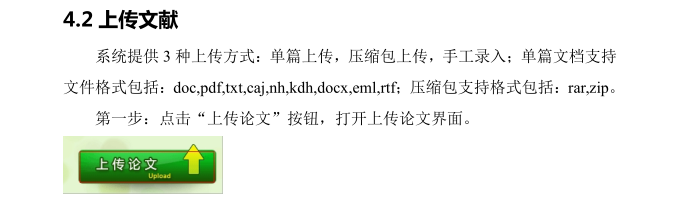 4.2 上传文献
系统提供 3 种上传方式：单篇上传，压缩包上传，手工录入；单篇文档支持
文件格式包括：doc,pdf,txt,caj,nh,kdh,docx,eml,rtf；压缩包支持格式包括：rar,zip。
第一步：点击“上传论文”按钮，打开上传论文界面。
上传论文
Upload